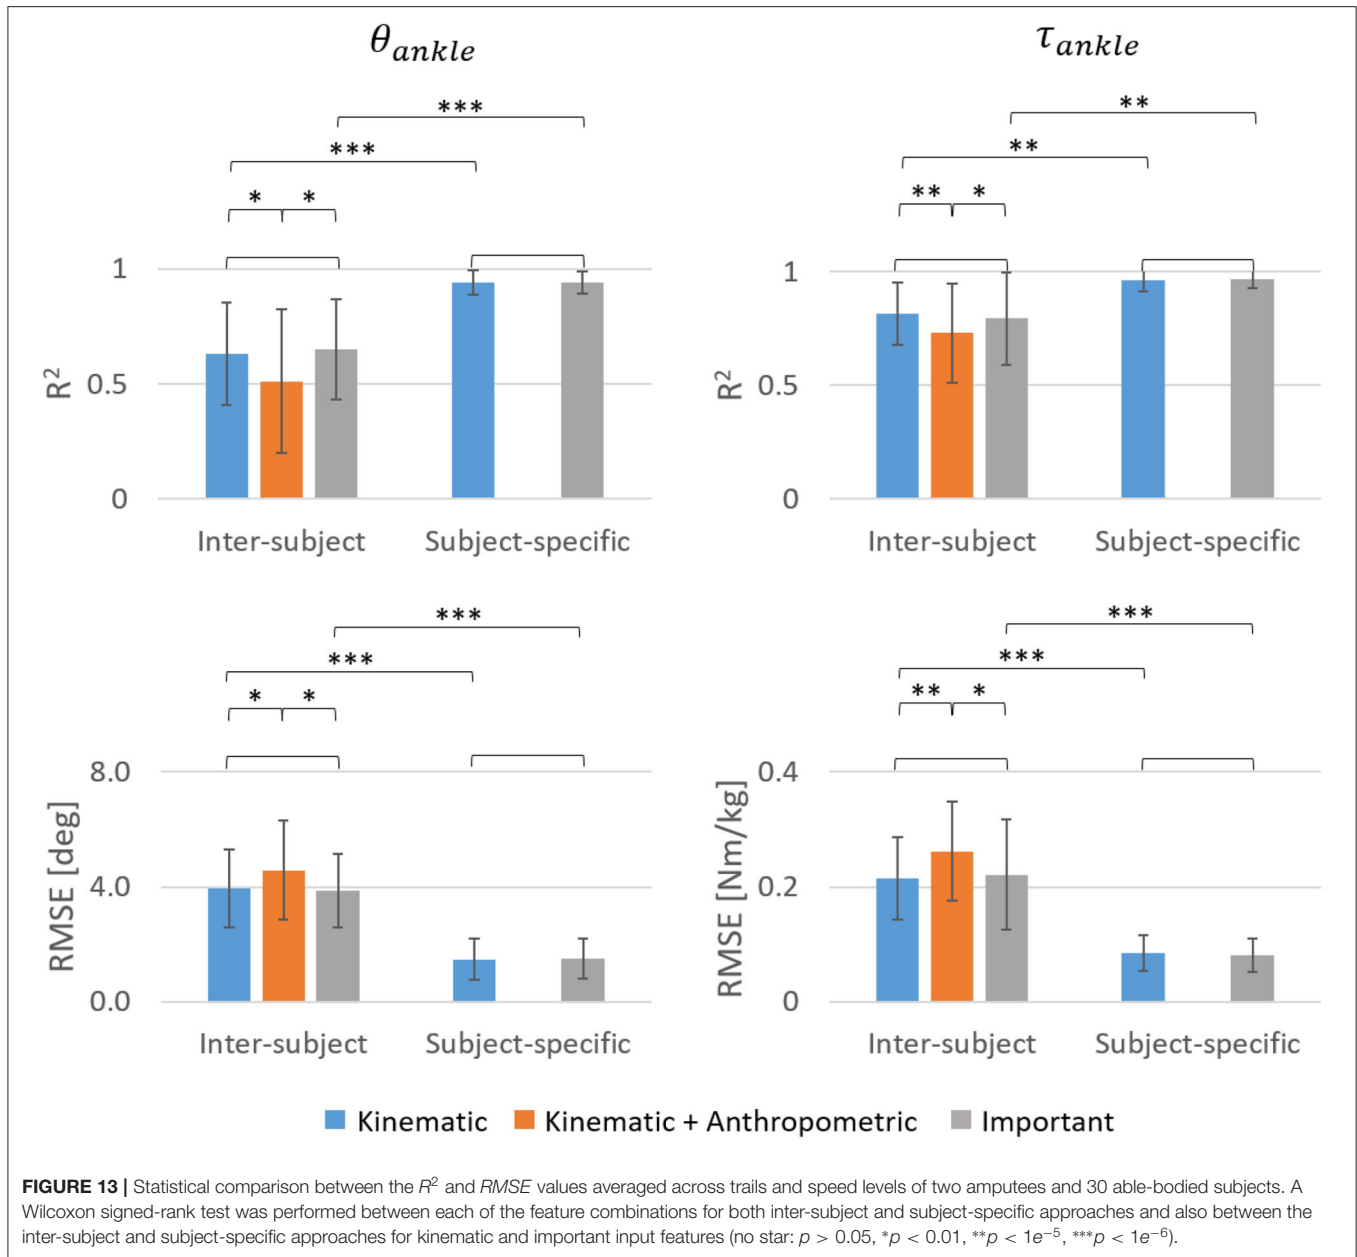 θankle
τankle
***
***
* *
1
0.5
0
R²
Inter-subject
Subject-specific
**
**
** *
1
0.5
0
R²
Inter-subject
Subject-specific
***
***
* *
8.0
4.0
0.0
RMSE [deg]
Inter-subject
Subject-specific
***
***
** *
0.4
0.2
0
RMSE [Nm/kg]
Inter-subject
Subject-specific
Kinematic
Kinematic + Anthropometric
Important
FIGURE 13 | Statistical comparison between the R² and RMSE values averaged across trails and speed levels of two amputees and 30 able-bodied subjects. A
Wilcoxon signed-rank test was performed between each of the feature combinations for both inter-subject and subject-specific approaches and also between the
inter-subject and subject-specific approaches for kinematic and important input features (no star: p > 0.05, *p < 0.01, **p < 1e⁻⁵, ***p < 1e⁻⁶).